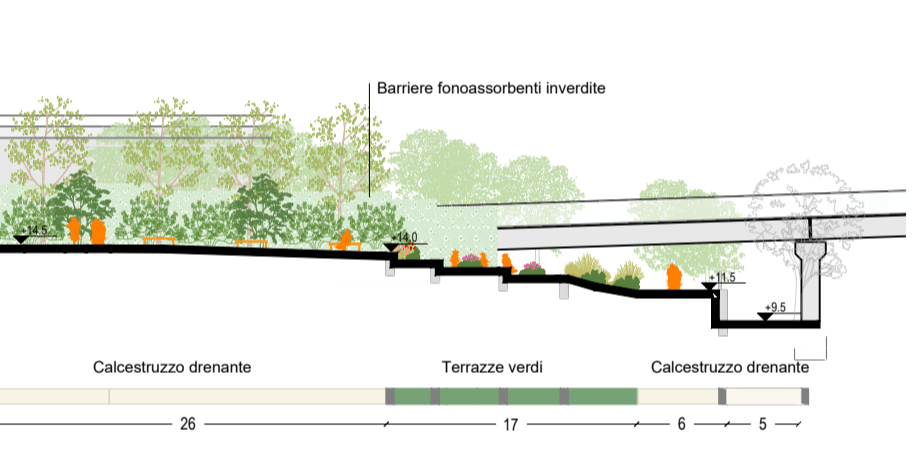 Barriere fonoassorbenti inverdite
+14.5
+14.0
+11.5
+9.5
Calcestruzzo drenante
Terrazze verdi
Calcestruzzo drenante
26
17
6
5